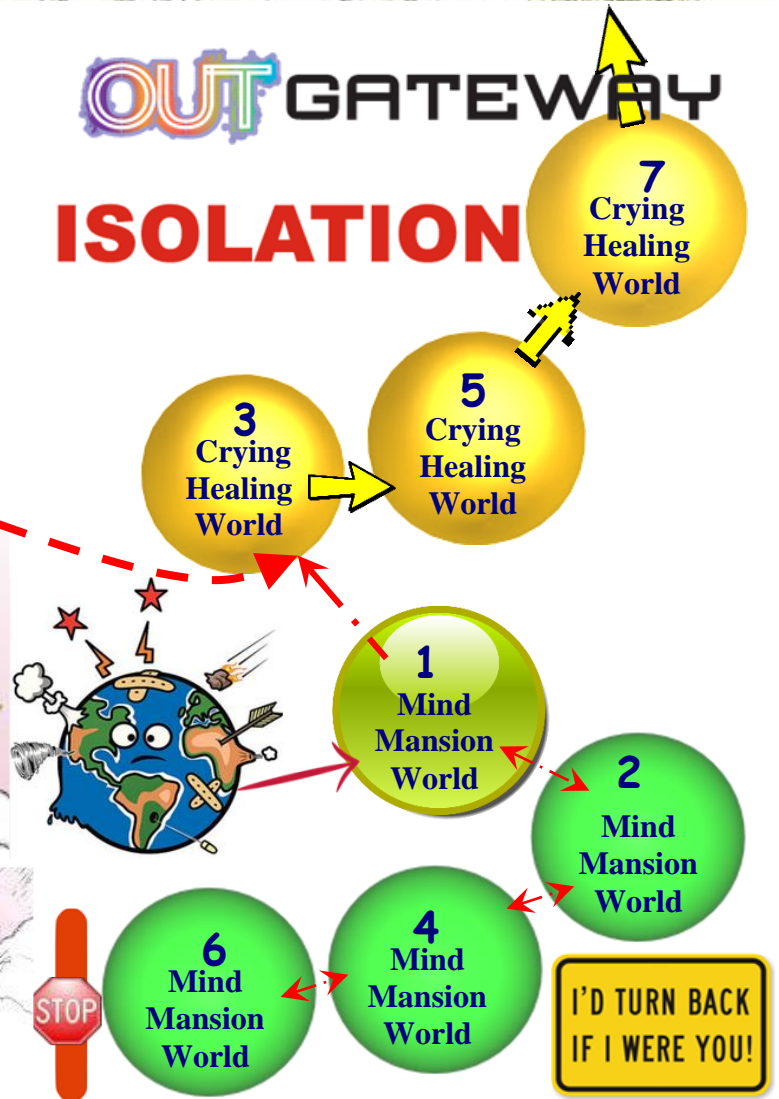 OUT GATEWAY
ISOLATION
7
Crying
Healing
World
5
Crying
Healing
World
3
Crying
Healing
World
1
Mind
Mansion
World
2
Mind
Mansion
World
4
Mind
Mansion
World
6
Mind
Mansion
World
STOP
I'D TURN BACK
IF I WERE YOU!